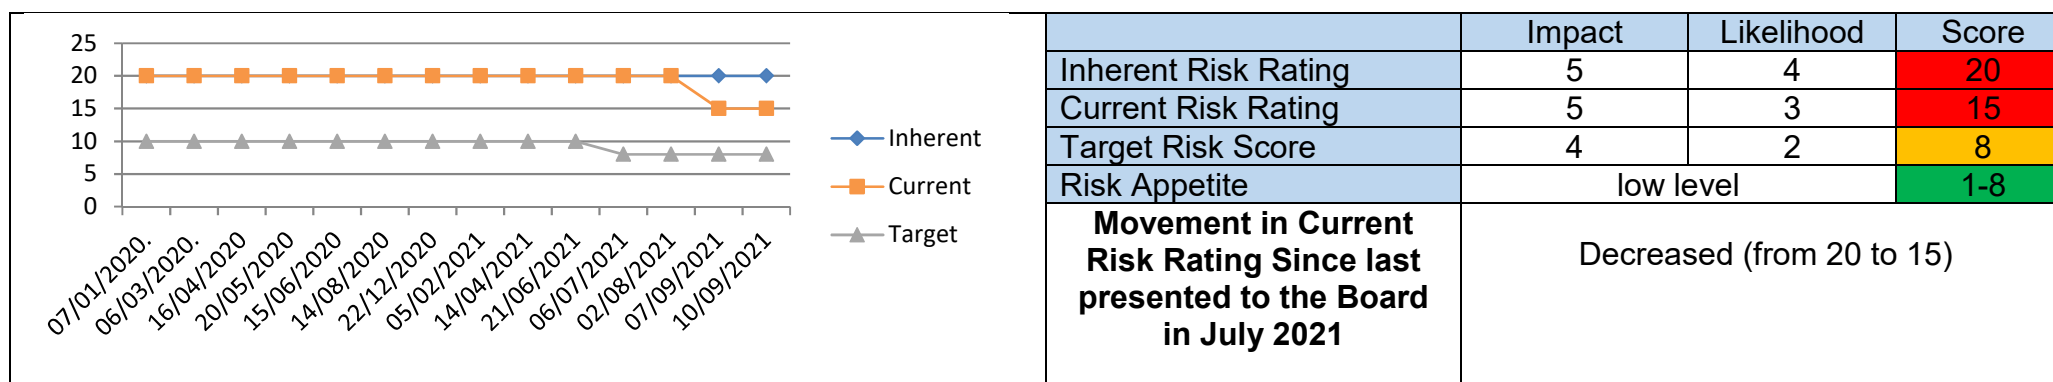 25
20
15
10
5
0
07/01/2020.
06/03/2020.
16/04/2020
20/05/2020
15/06/2020
14/08/2020
22/12/2020
05/02/2021
14/04/2021
21/06/2021
06/07/2021
02/08/2021
07/09/2021
10/09/2021
Inherent
Current
Target
Impact Likelihood Score
Inherent Risk Rating 5 4 20
Current Risk Rating 5 3 15
Target Risk Score 4 2 8
Risk Appetite low level 1-8
Movement in Current
Risk Rating Since last
presented to the Board
in July 2021
Decreased (from 20 to 15)